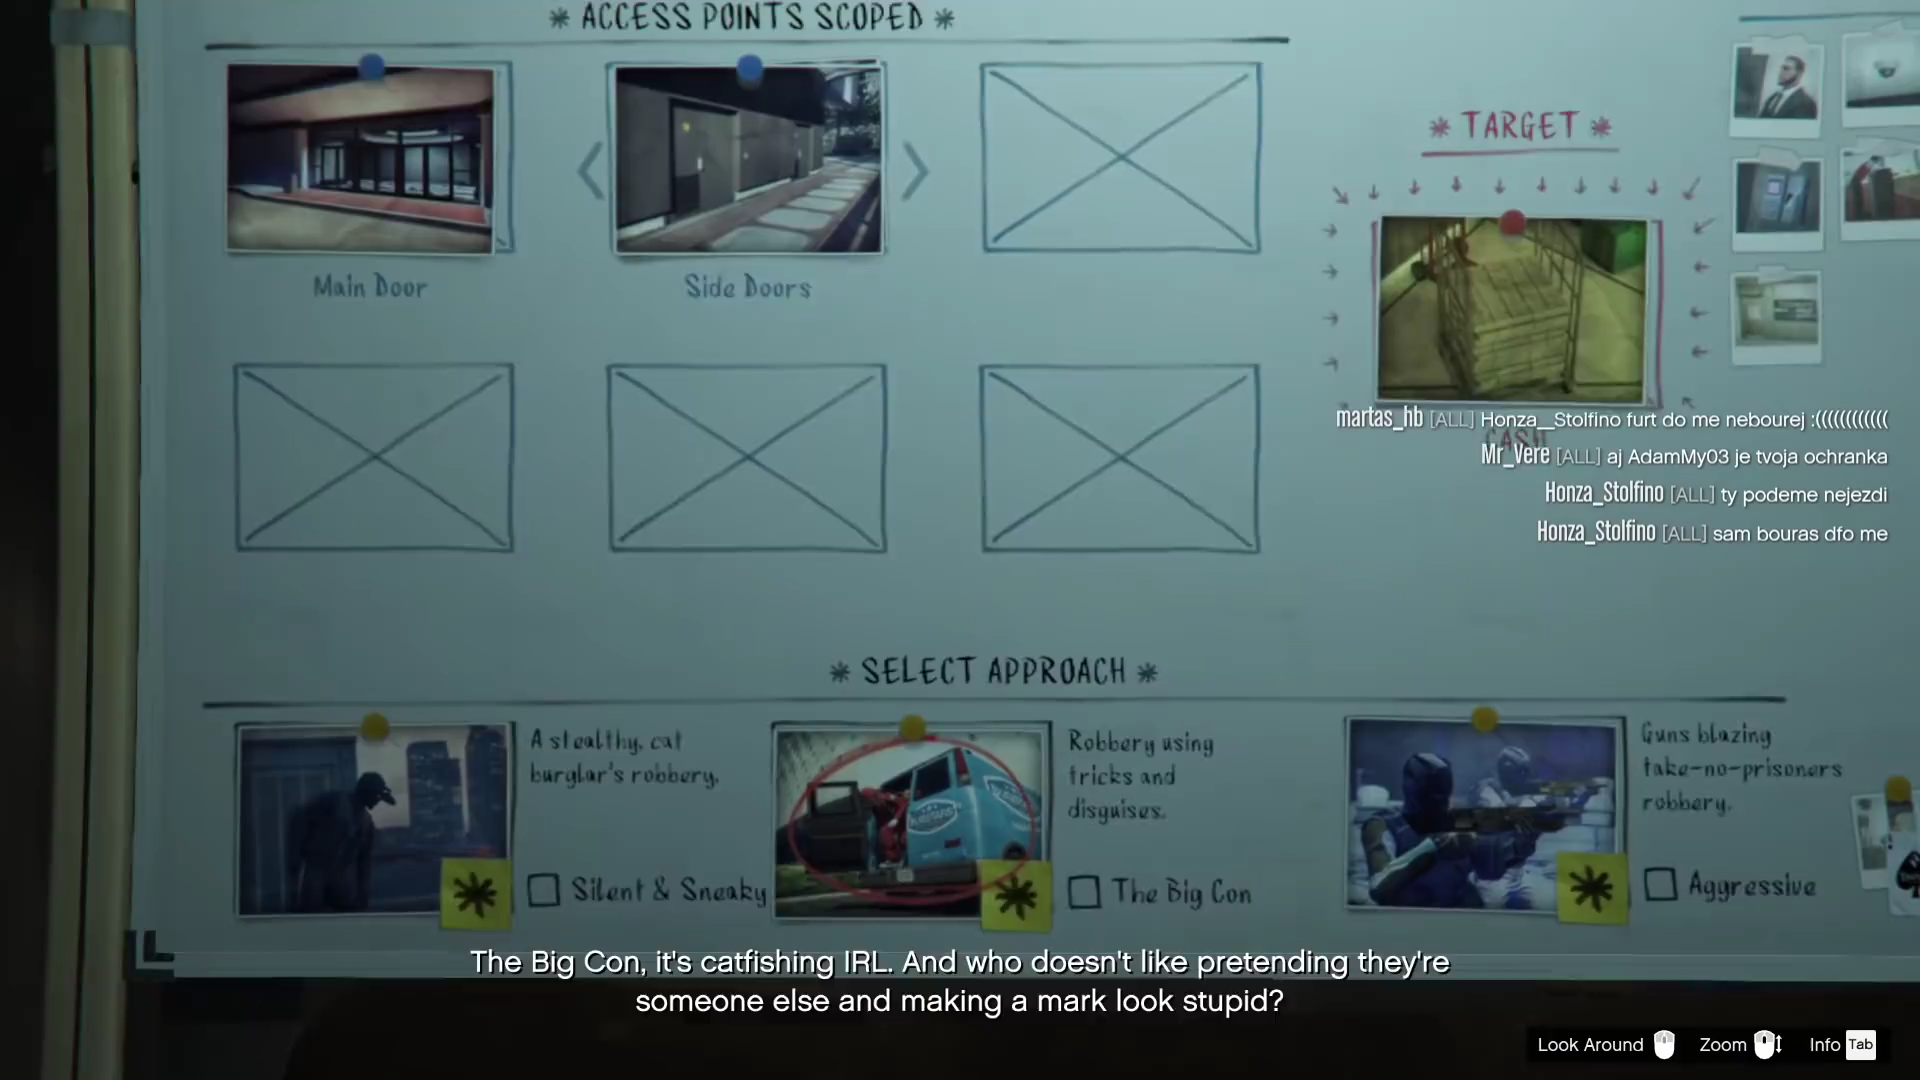 * ACCESS POINTS SCOPED *
Main Door
Side Doors
* TARGET *
CASH
martas_hb [ALL] Honza__Stolfino furt do me nebourej :((((((((((((
Mr_Vere [ALL] aj AdamMy03 je tvoja ochranka
Honza_Stolfino [ALL] ty podeme nejezdi
Honza_Stolfino [ALL] sam bouras dfo me
* SELECT APPROACH *
A stealthy, cat
burglar's robbery.
Silent & Sneaky
Robbery using
tricks and
disguises.
The Big Con
Guns blazing
take-no-prisoners
robbery.
Aggressive
The Big Con, it's catfishing IRL. And who doesn't like pretending they're
someone else and making a mark look stupid?
Look Around Zoom Info Tab